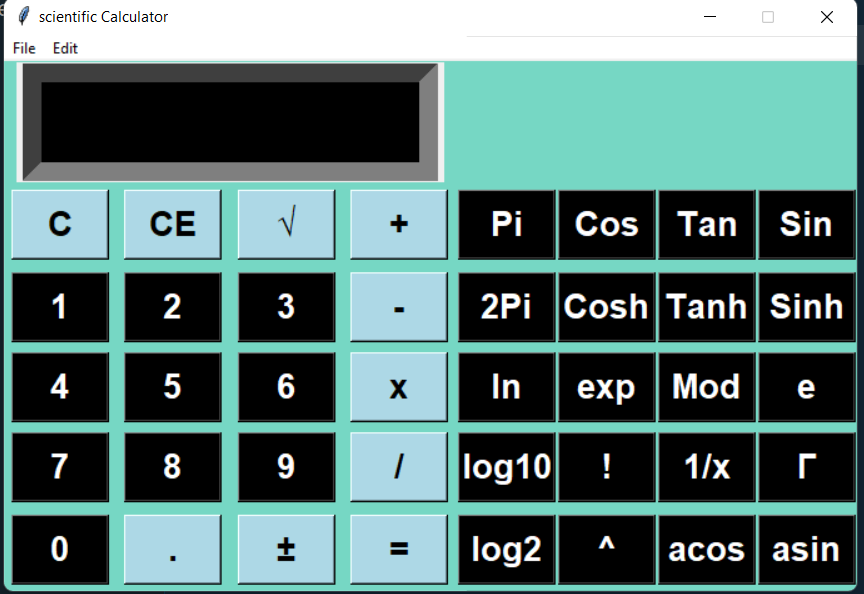 scientific Calculator
File Edit
C CE √ + Pi Cos Tan Sin
1 2 3 - 2Pi Cosh Tanh Sinh
4 5 6 x In exp Mod e
7 8 9 / log10 ! 1/x Γ
0 . ± = log2 ^ acos asin